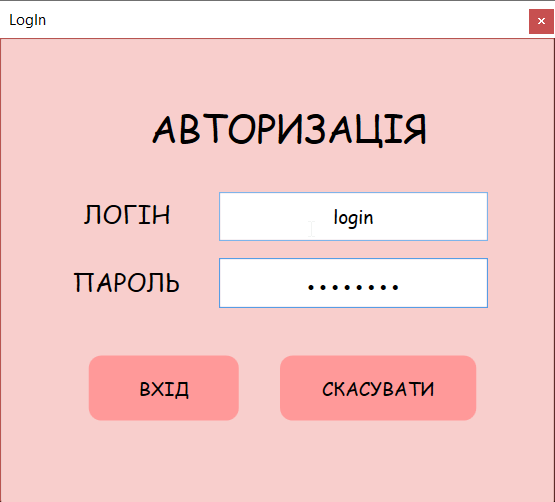 LogIn
АВТОРИЗАЦІЯ
ЛОГІН login
ПАРОЛЬ ••••••••
ВХІД СКАСУВАТИ